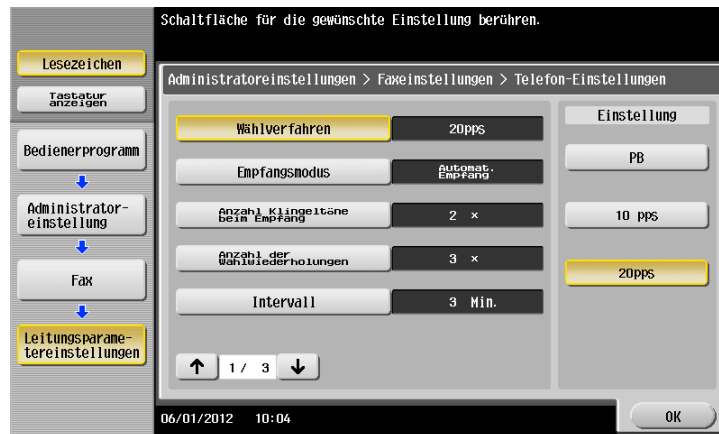 Schaltfläche für die gewünschte Einstellung berühren.
Lesezeichen
Tastatur
anzeigen
Bedienerprogramm
Administrator-
einstellung
Fax
Leitungsparame-
tereinstellungen
Administratoreinstellungen > Faxeinstellungen > Telefon-Einstellungen
Wählverfahren 20pps
Empfangsmodus Automat.
Empfang
Anzahl Klingeltöne
beim Empfang 2 ×
Anzahl der
Wahlwiederholungen 3 ×
Intervall 3 Min.
↑ 1/ 3 ↓
Einstellung
PB
10 pps
20pps
06/01/2012 10:04
OK